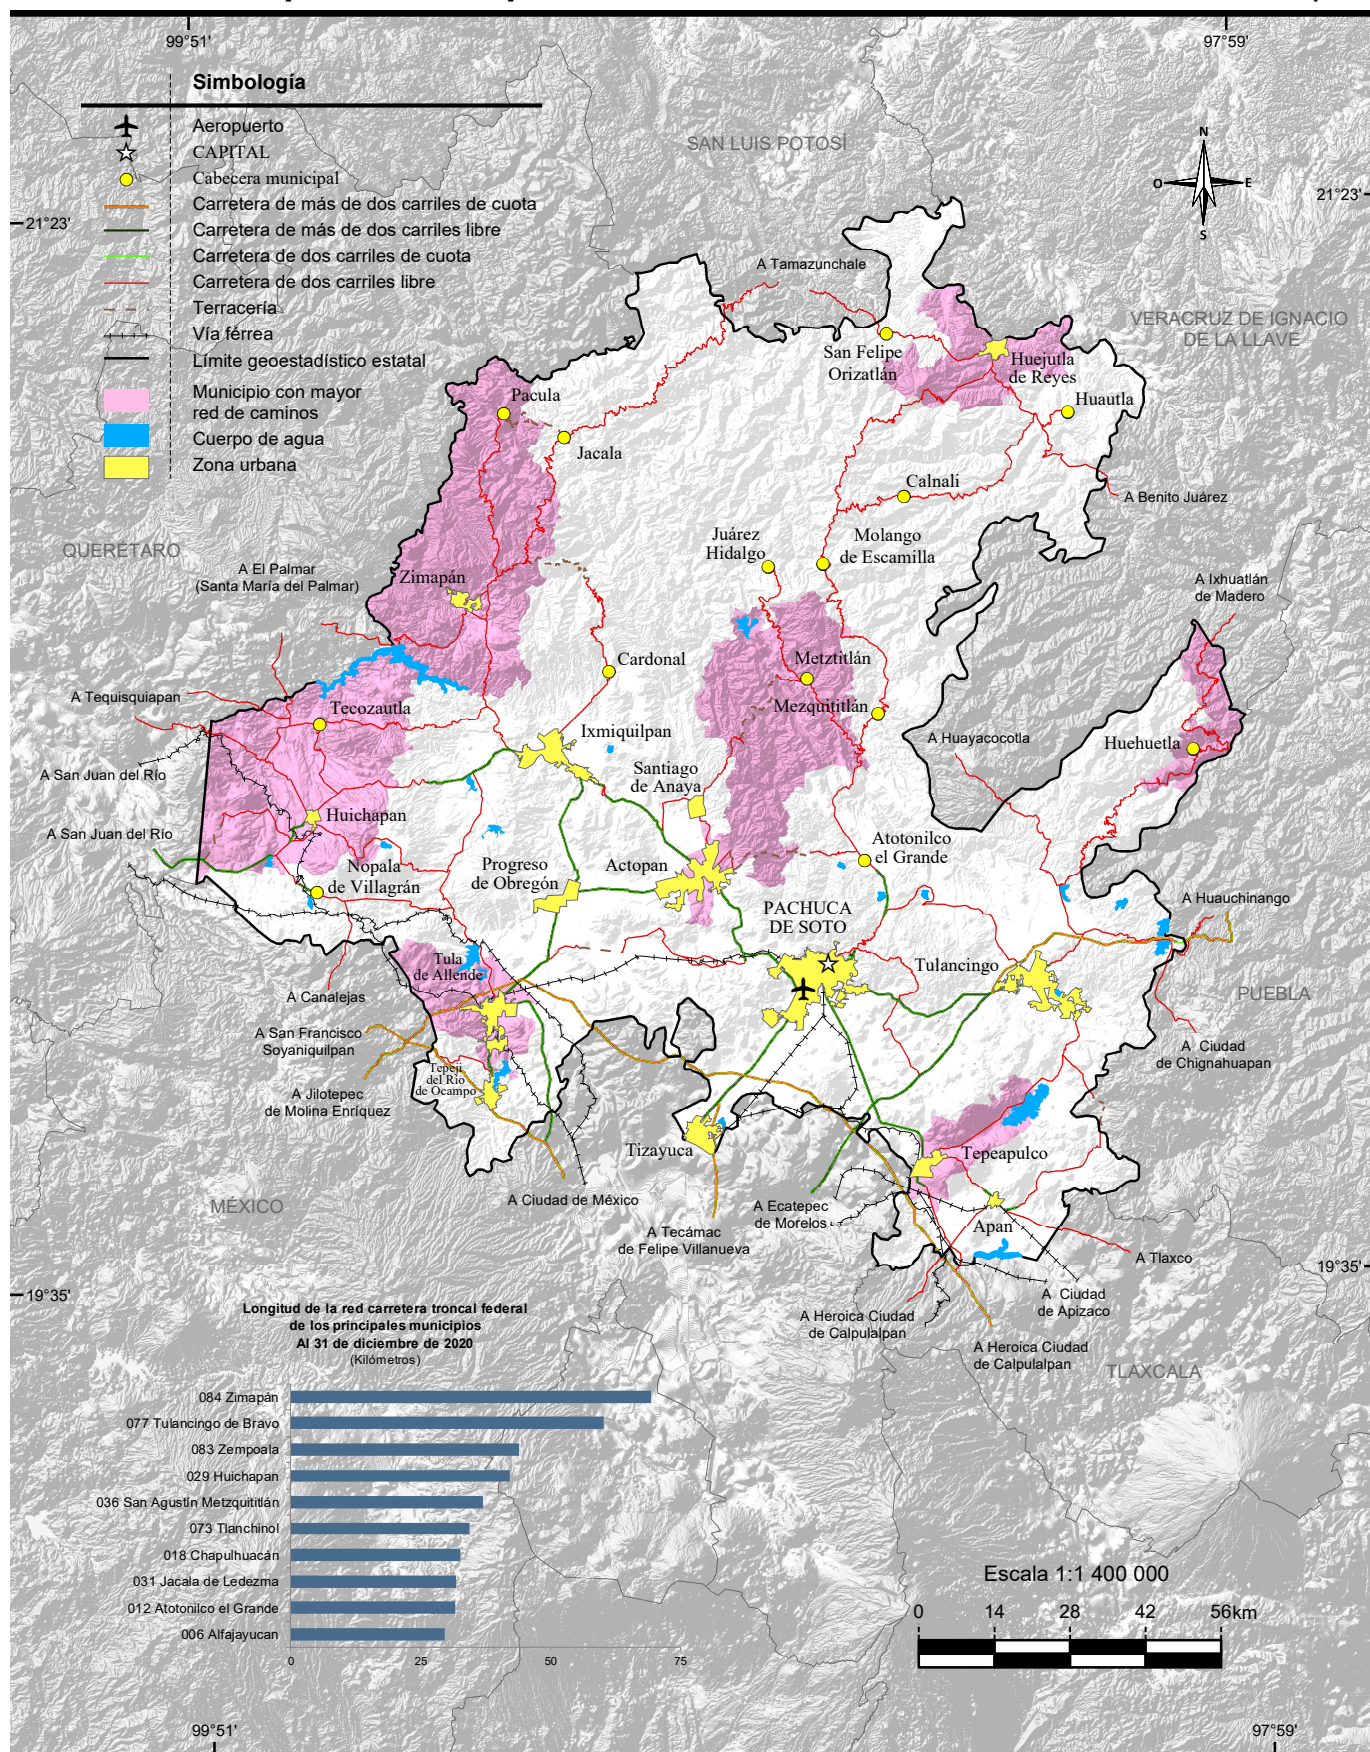 99°51'
97°59'
Simbología
Aeropuerto
CAPITAL
Cabecera municipal
Carretera de más de dos carriles de cuota
Carretera de más de dos carriles libre
Carretera de dos carriles de cuota
Carretera de dos carriles libre
Terracería
Vía férrea
Límite geoestadístico estatal
Municipio con mayor
red de caminos
Cuerpo de agua
Zona urbana
N
O
E
S
21°23'
21°23'
SAN LUIS POTOSÍ
A Tamazunchale
VERACRUZ DE IGNACIO
DE LA LLAVE
San Felipe
Orizatlán
Huejutla
de Reyes
Huautla
Pacula
Jacala
Calnali
A Benito Juárez
QUERÉTARO
A El Palmar
(Santa María del Palmar)
Zimapán
Juárez
Hidalgo
Molango
de Escamilla
A Ixhuatlán
de Madero
Cardonal
Metztitlán
Mezquititlán
A Tequisquiapan
Tecozautla
Ixmiquilpan
A Huayacocotla
Huehuetla
A San Juan del Río
Santiago
de Anaya
A San Juan del Río
Huichapan
Nopala
de Villagrán
Progreso
de Obregón
Actopan
Atotonilco
el Grande
PACHUCA
DE SOTO
A Huauchinango
Tula
de Allende
Tulancingo
PUEBLA
A Canalejas
A San Francisco
Soyaniquilpan
A Jilotepec
de Molina Enríquez
Tepeji
del Río
de Ocampo
A Ciudad
de Chignahuapan
Tizayuca
Tepeapulco
MÉXICO
A Ciudad de México
A Tecámac
de Felipe Villanueva
A Ecatepec
de Morelos
Apan
A Tlaxco
A Ciudad
de Apizaco
A Heroica Ciudad
de Calpulalpan
A Heroica Ciudad
de Calpulalpan
TLAXCALA
19°35'
19°35'
Longitud de la red carretera troncal federal
de los principales municipios
Al 31 de diciembre de 2020
(Kilómetros)
084 Zimapán
077 Tulancingo de Bravo
083 Zempoala
029 Huichapan
036 San Agustín Metzquititlán
073 Tlanchinol
018 Chapulhuacán
031 Jacala de Ledezma
012 Atotonilco el Grande
006 Alfajayucan
0 25 50 75
Escala 1:1 400 000
0 14 28 42 56km
99°51'
97°59'